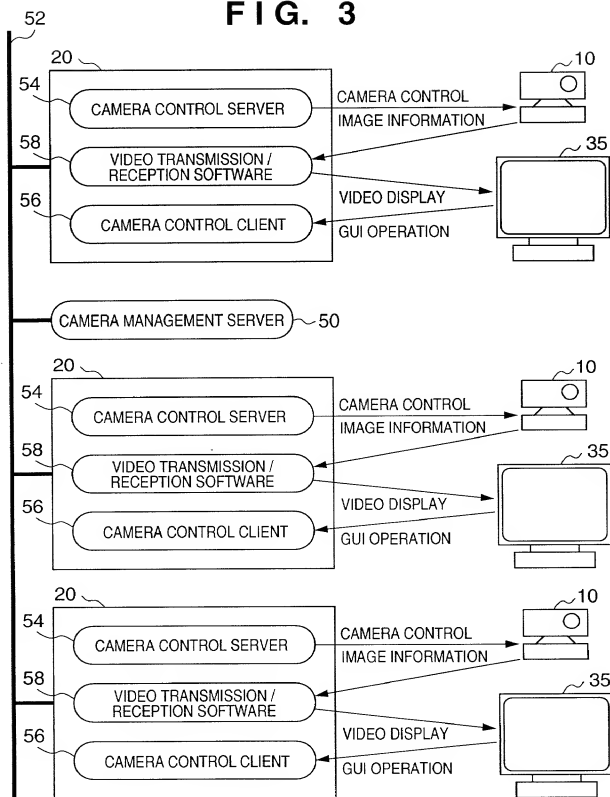 FIG. 3
52
20
10
54
CAMERA CONTROL SERVER
CAMERA CONTROL
IMAGE INFORMATION
58
VIDEO TRANSMISSION /
RECEPTION SOFTWARE
35
VIDEO DISPLAY
56
CAMERA CONTROL CLIENT
GUI OPERATION
CAMERA MANAGEMENT SERVER
50
20
10
54
CAMERA CONTROL SERVER
CAMERA CONTROL
IMAGE INFORMATION
58
VIDEO TRANSMISSION /
RECEPTION SOFTWARE
35
VIDEO DISPLAY
56
CAMERA CONTROL CLIENT
GUI OPERATION
20
10
54
CAMERA CONTROL SERVER
CAMERA CONTROL
IMAGE INFORMATION
58
VIDEO TRANSMISSION /
RECEPTION SOFTWARE
35
VIDEO DISPLAY
56
CAMERA CONTROL CLIENT
GUI OPERATION